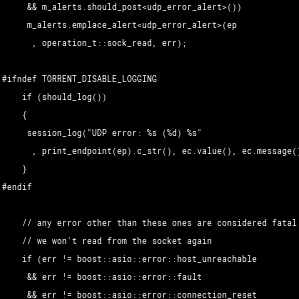 && m_alerts.should_post<udp_error_alert>())
m_alerts.emplace_alert<udp_error_alert>(ep
, operation_t::sock_read, err);
#ifndef TORRENT_DISABLE_LOGGING
if (should_log())
{
session_log("UDP error: %s (%d) %s"
, print_endpoint(ep).c_str(), ec.value(), ec.message()
}
#endif
// any error other than these ones are considered fatal
// we won't read from the socket again
if (err != boost::asio::error::host_unreachable
&& err != boost::asio::error::fault
&& err != boost::asio::error::connection_reset